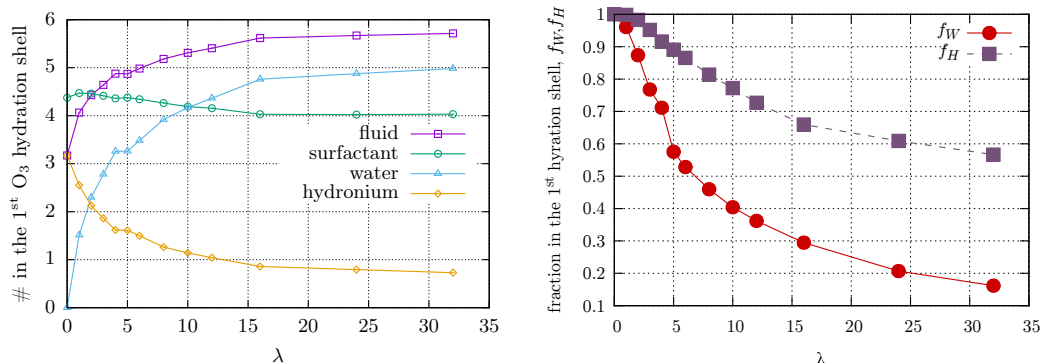 # in the 1st O3 hydration shell
6
5
4
3
2
1
0
fluid
surfactant
water
hydronium
0 5 10 15 20 25 30 35
λ
fraction in the 1st hyration shell, fW,fH
1
0.9
0.8
0.7
0.6
0.5
0.4
0.3
0.2
0.1
fW
fH
0 5 10 15 20 25 30 35
λ